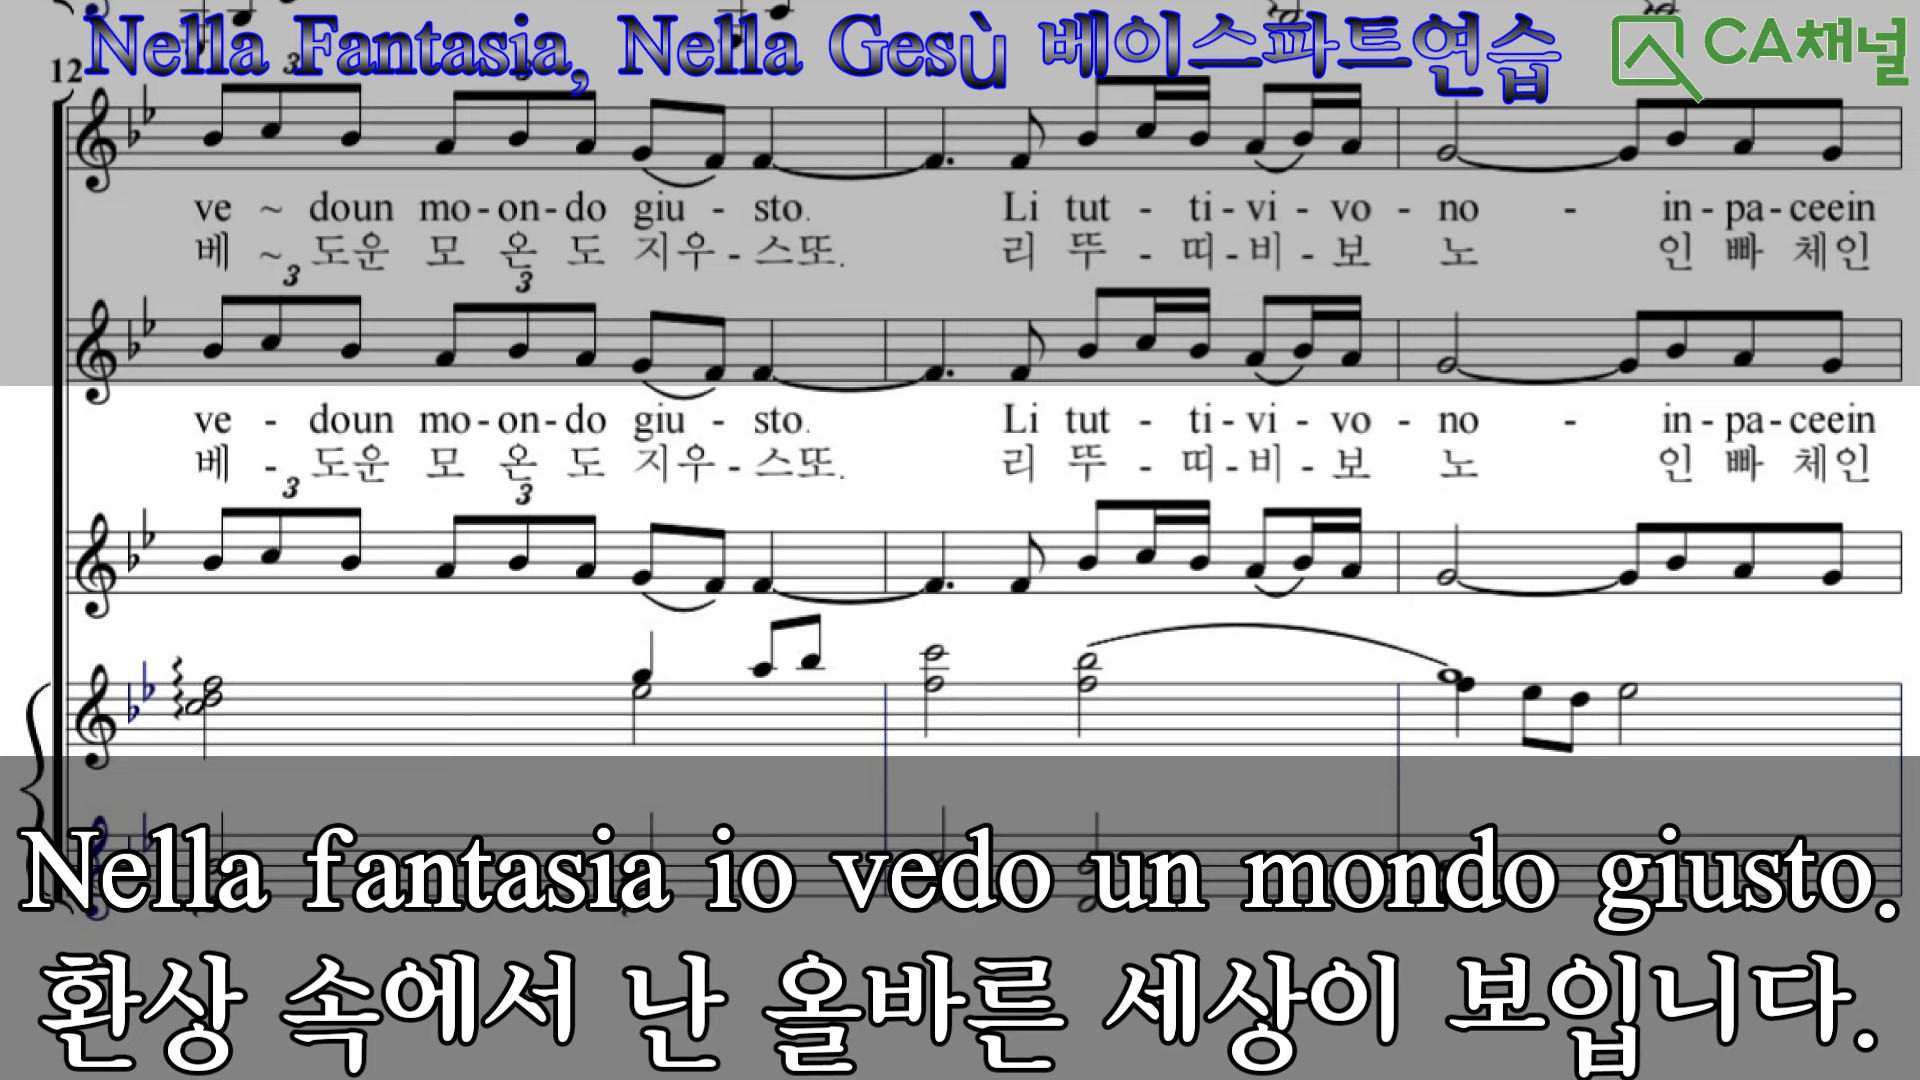 Nella Fantasia, Nella Gesù 베이스파트연습
CA채널
12
3
ve ~ doun mo-on-do giu - sto. Li tut - ti-vi - vo - no - in-pa-ceein
베 ~ 도운 모 온 도 지우-스또. 리 뚜 - 띠-비-보 노 인 빠 체인
3 3
ve - doun mo-on-do giu - sto. Li tut - ti-vi - vo - no - in-pa-ceein
베 - 도운 모 온 도 지우-스또. 리 뚜 - 띠-비-보 노 인 빠 체인
3 3
Nella fantasia io vedo un mondo giusto.
환상 속에서 난 올바른 세상이 보입니다.